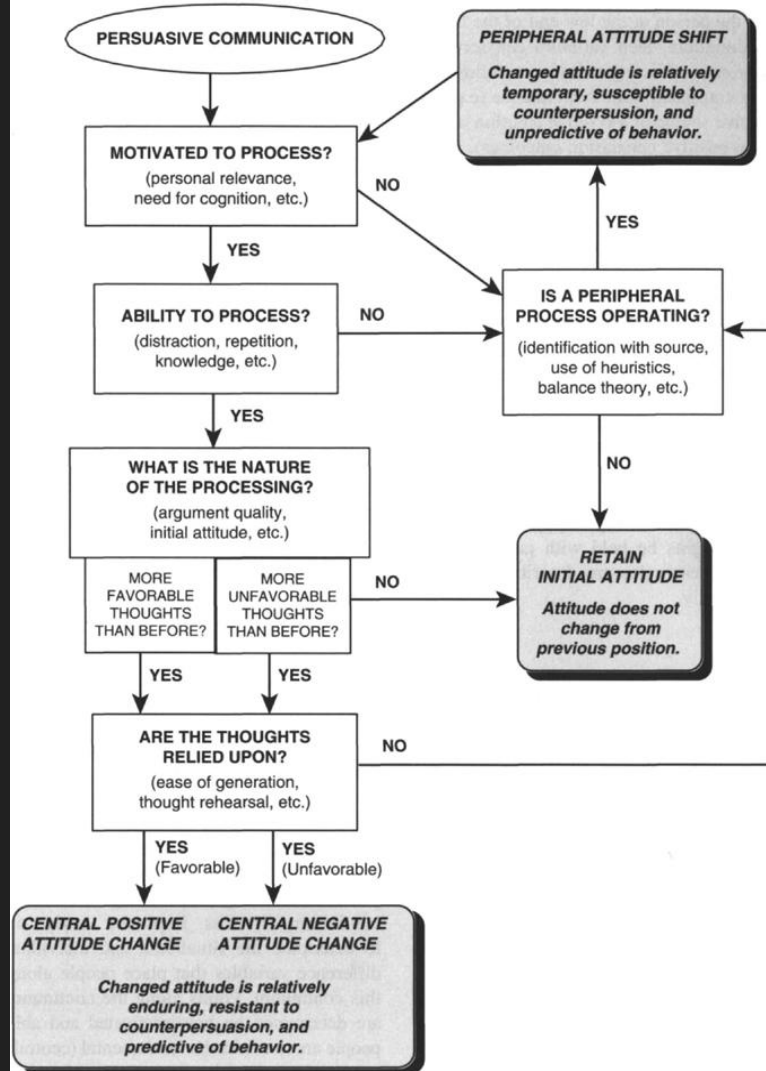 PERSUASIVE COMMUNICATION
PERIPHERAL ATTITUDE SHIFT
Changed attitude is relatively
temporary, susceptible to
counterpersusion, and
unpredictive of behavior.
MOTIVATED TO PROCESS?
(personal relevance,
need for cognition, etc.)
NO
YES
YES
ABILITY TO PROCESS?
(distraction, repetition,
knowledge, etc.)
NO
IS A PERIPHERAL
PROCESS OPERATING?
(identification with source,
use of heuristics,
balance theory, etc.)
YES
NO
WHAT IS THE NATURE
OF THE PROCESSING?
(argument quality,
initial attitude, etc.)
MORE
FAVORABLE
THOUGHTS
THAN BEFORE?
MORE
UNFAVORABLE
THOUGHTS
THAN BEFORE?
NO
RETAIN
INITIAL ATTITUDE
Attitude does not
change from
previous position.
YES
YES
ARE THE THOUGHTS
RELIED UPON?
(ease of generation,
thought rehearsal, etc.)
NO
YES
(Favorable)
YES
(Unfavorable)
CENTRAL POSITIVE
ATTITUDE CHANGE
CENTRAL NEGATIVE
ATTITUDE CHANGE
Changed attitude is relatively
enduring, resistant to
counterpersuasion, and
predictive of behavior.